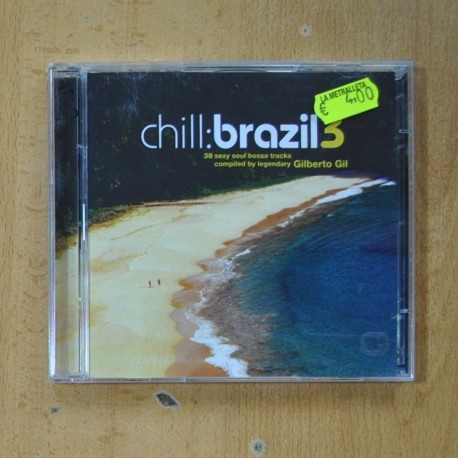 LA METRALLETA
€ 4,00
chill:brazil3
38 sexy soul bossa tracks
compiled by legendary Gilberto Gil